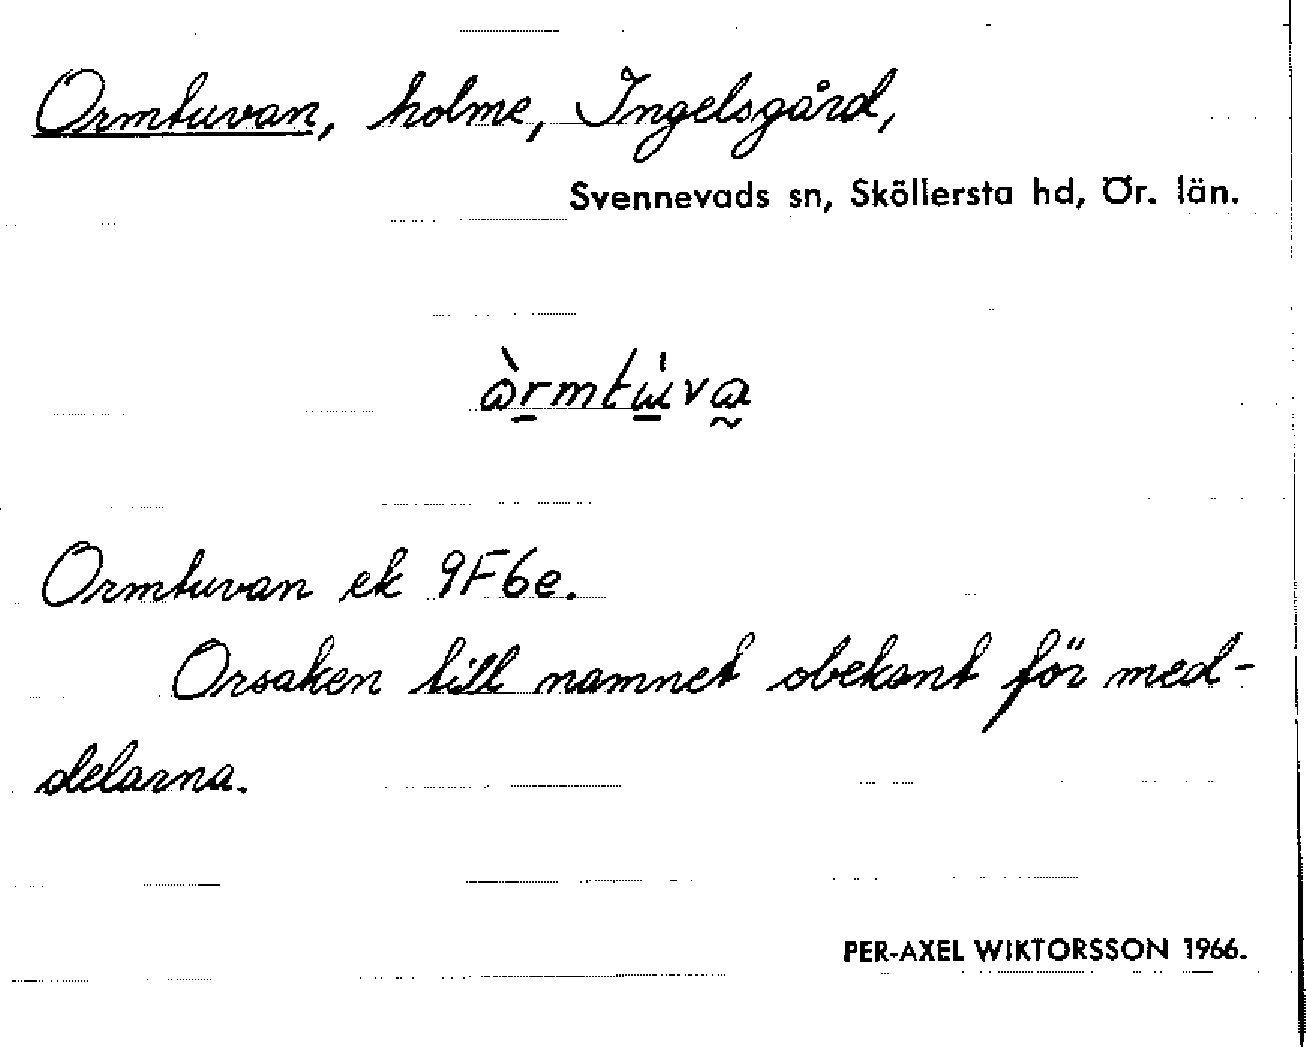 Ormtuvan, holme, Ingelsgård,
Svennevads sn, Sköllersta hd, Ör. län.
Ormtuvan ek 9F6e.
Orsaken till namnet obekant för med-
delarna.
PER-AXEL WIKTORSSON 1966.